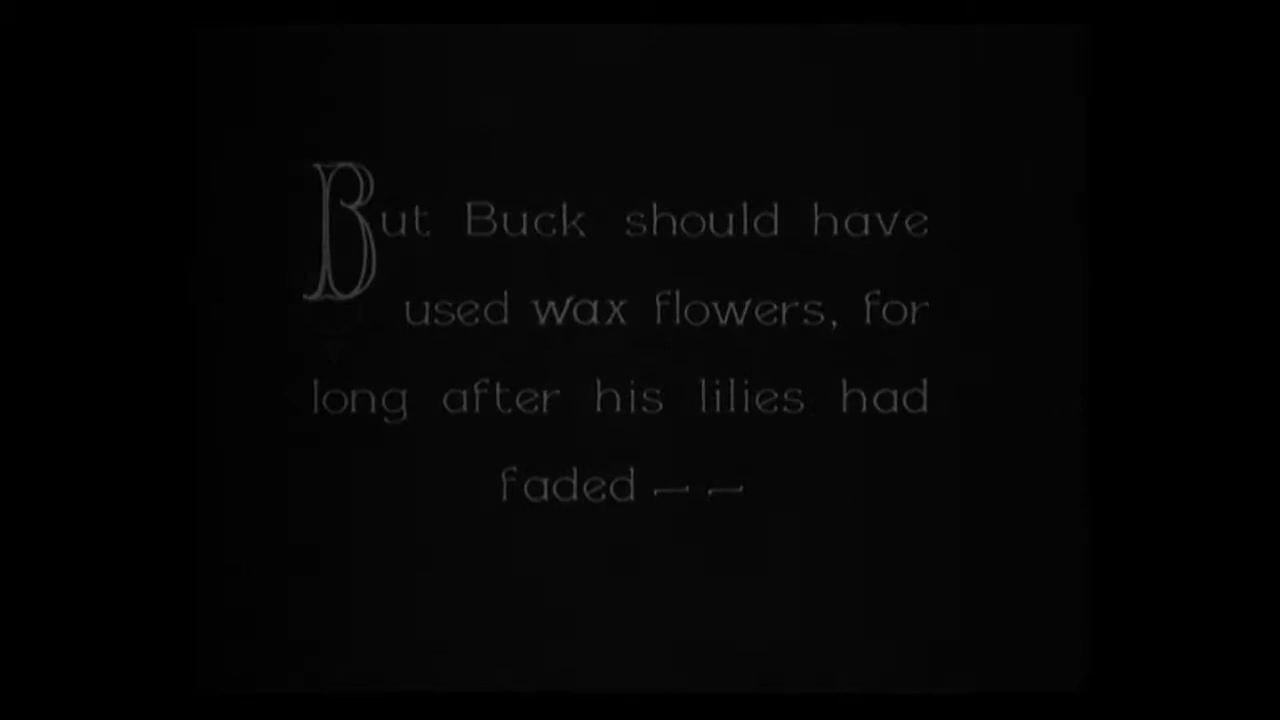 But Buck should have
used wax flowers, for
long after his lilies had
faded — —